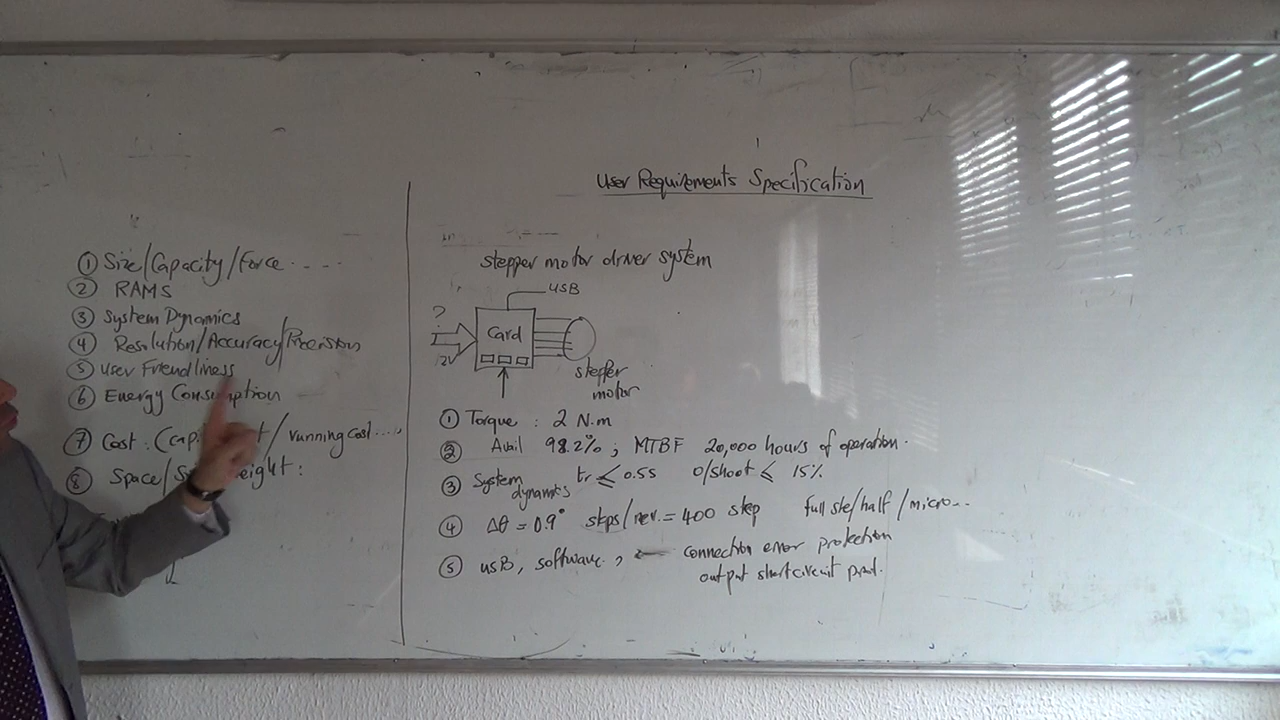 User Requirements Specification
① Size/Capacity/Force - - - -
② RAMS
③ System Dynamics
④ Resolution/Accuracy/Precision
⑤ User Friendliness
⑥ Energy Consumption
⑦ Cost : (capi t / running cost ....
⑧ Space/S eight :
stepper motor driver system
USB
?
Card
12V
stepper
motor
① Torque : 2 N.m
② Avail 98.2% ; MTBF 20,000 hours of operation.
③ System dynamics tr ≤ 0.5s o/shoot ≤ 15%
④ Δθ = 0.9° steps/rev. = 400 step full ste/half/micro...
⑤ USB, software, ← connection error protection
output shortcircuit prot.